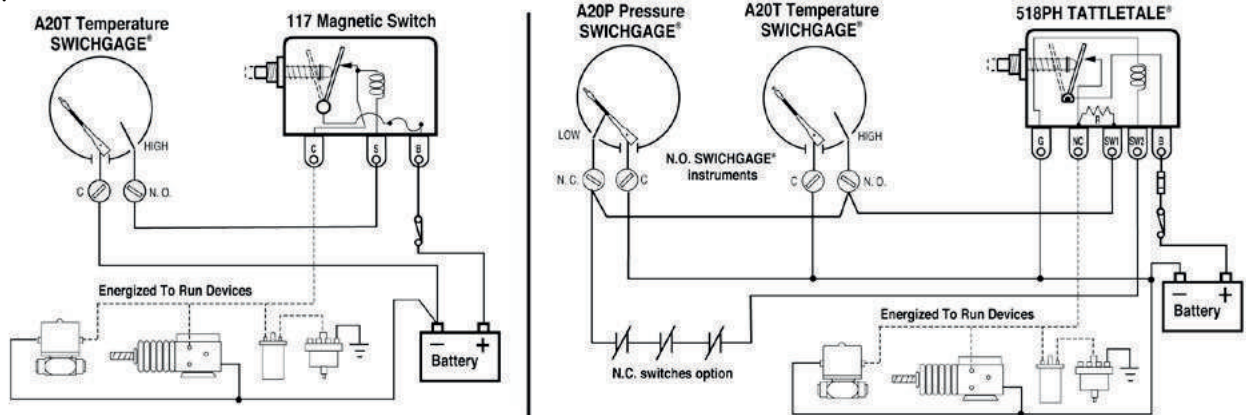 A20T Temperature
SWICHGAGE®
117 Magnetic Switch
HIGH
C
S
B
C
N.O.
Energized To Run Devices
− +
Battery
A20P Pressure
SWICHGAGE®
A20T Temperature
SWICHGAGE®
518PH TATTLETALE®
R
LOW
HIGH
G
NC
SW1
SW2
B
N.O. SWICHGAGE®
instruments
N.C.
C
C
N.O.
− +
Battery
Energized To Run Devices
N.C. switches option